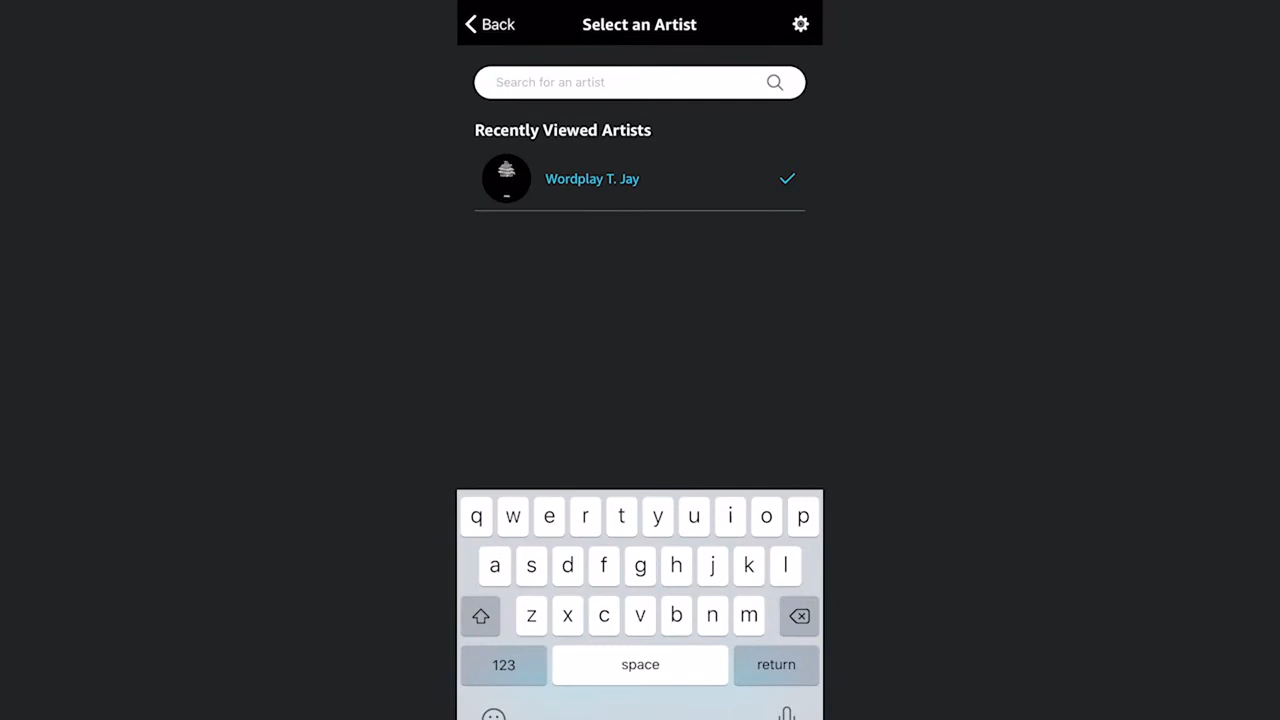 Back Select an Artist
Search for an artist
Recently Viewed Artists
Wordplay T. Jay
q w e r t y u i o p
a s d f g h j k l
z x c v b n m
123 space return